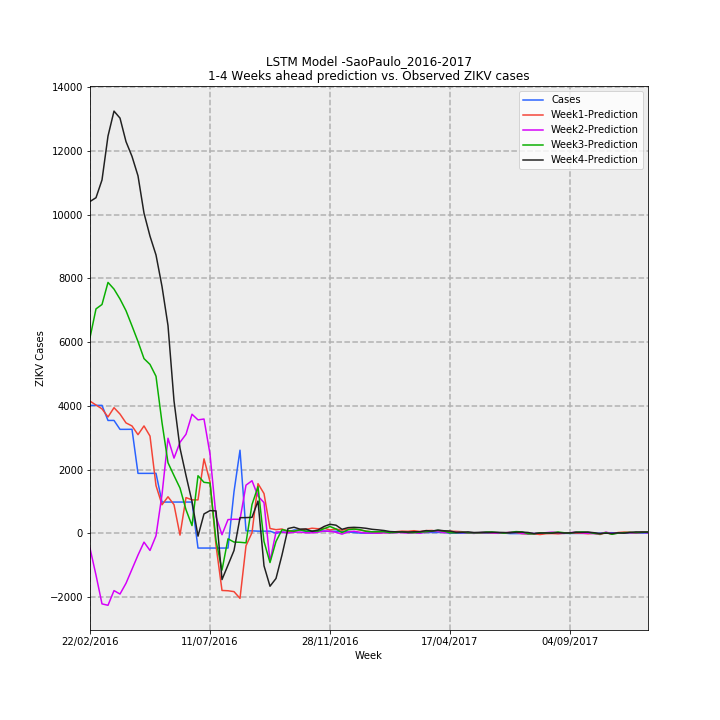 LSTM Model -SaoPaulo_2016-2017
1-4 Weeks ahead prediction vs. Observed ZIKV cases
Cases
Week1-Prediction
Week2-Prediction
Week3-Prediction
Week4-Prediction
14000
12000
10000
8000
6000
4000
2000
0
−2000
ZIKV Cases
22/02/2016 11/07/2016 28/11/2016 17/04/2017 04/09/2017
Week